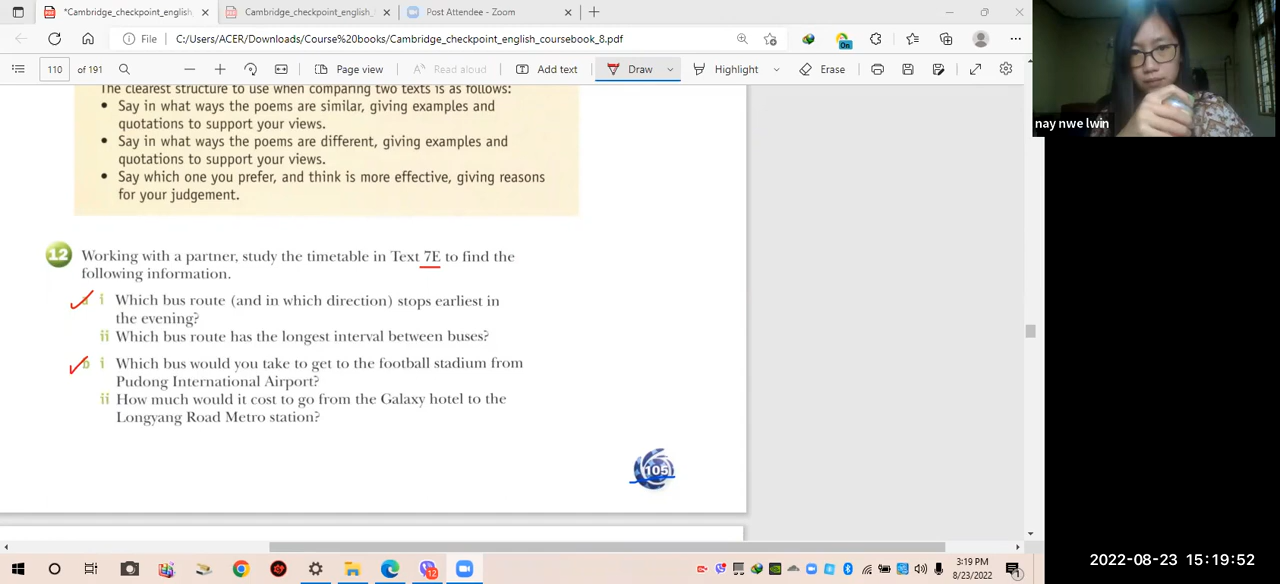 *Cambridge_checkpoint_english
Cambridge_checkpoint_english_
Post Attendee - Zoom
File
C:/Users/ACER/Downloads/Course%20books/Cambridge_checkpoint_english_coursebook_8.pdf
On
110 of 191
Page view
Read aloud
Add text
Draw
Highlight
Erase
nay nwe lwin
The clearest structure to use when comparing two texts is as follows:
• Say in what ways the poems are similar, giving examples and
quotations to support your views.
• Say in what ways the poems are different, giving examples and
quotations to support your views.
• Say which one you prefer, and think is more effective, giving reasons
for your judgement.
12 Working with a partner, study the timetable in Text 7E to find the
following information.
a i Which bus route (and in which direction) stops earliest in
the evening?
ii Which bus route has the longest interval between buses?
b i Which bus would you take to get to the football stadium from
Pudong International Airport?
ii How much would it cost to go from the Galaxy hotel to the
Longyang Road Metro station?
105
12
3:19 PM
8/23/2022
1
2022-08-23 15:19:52